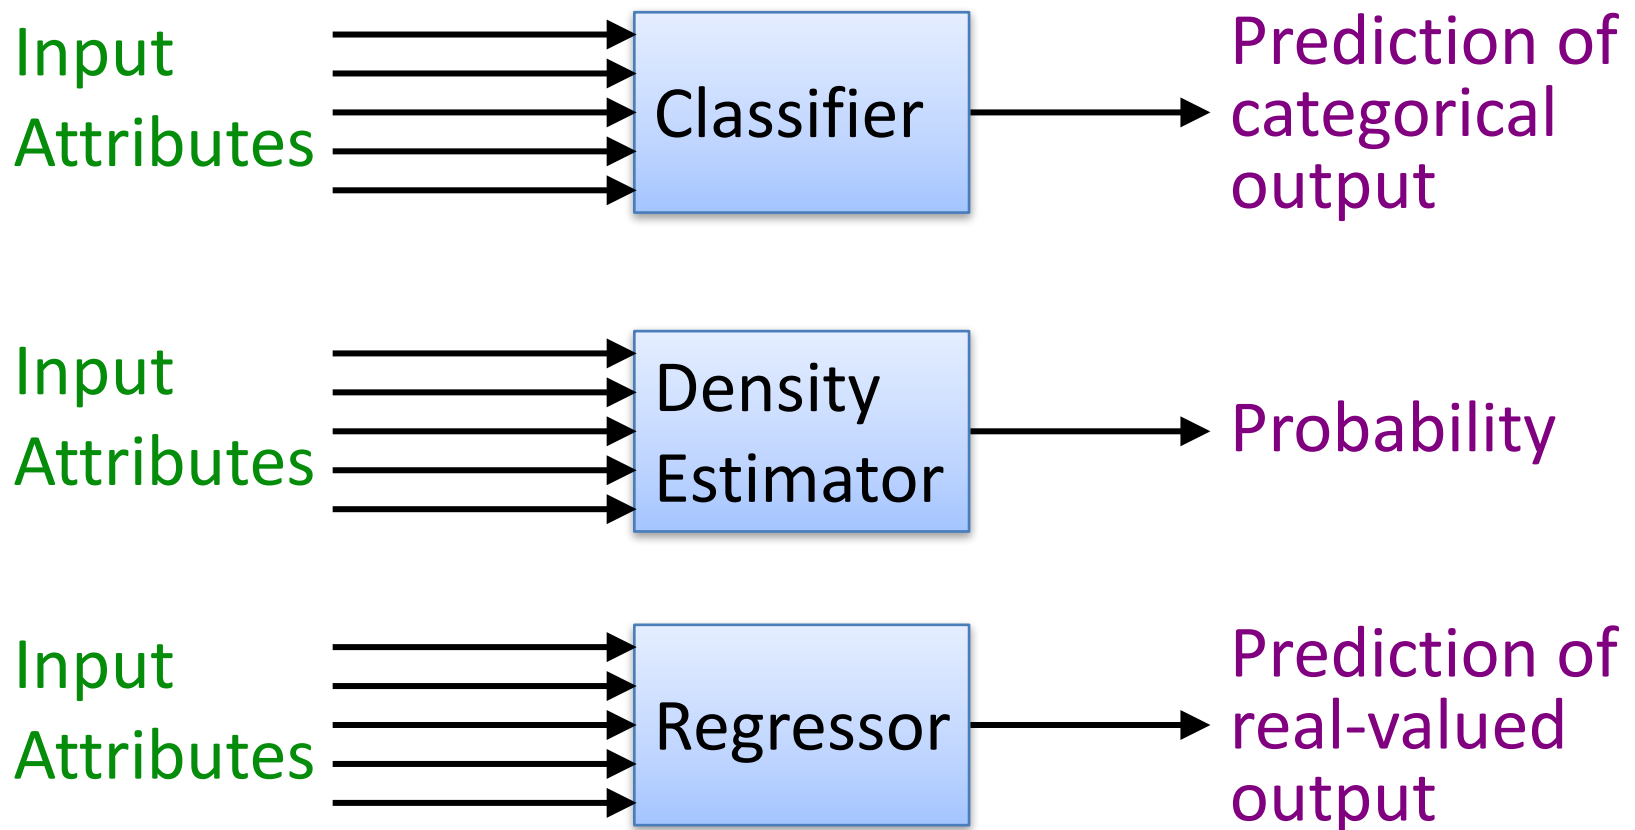 Input
Attributes
Classifier
Prediction of
categorical
output
Input
Attributes
Density
Estimator
Probability
Input
Attributes
Regressor
Prediction of
real-valued
output